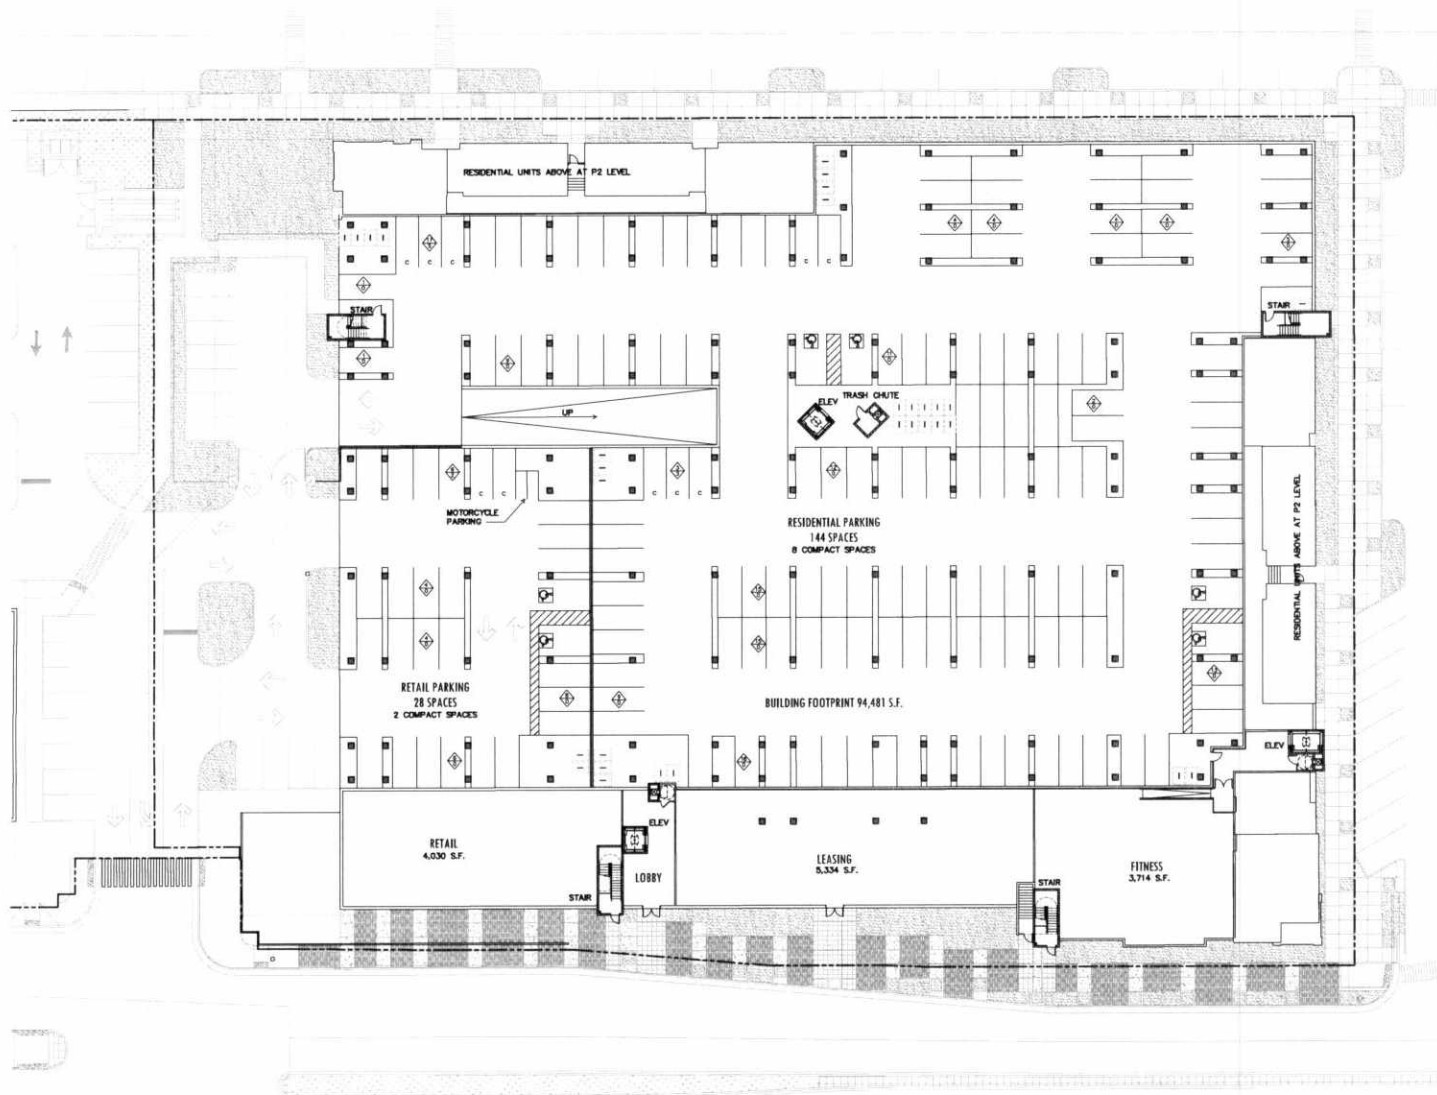 RESIDENTIAL UNITS ABOVE AT P2 LEVEL
STAIR
STAIR
UP
ELEV
TRASH CHUTE
MOTORCYCLE
PARKING
RESIDENTIAL PARKING
144 SPACES
8 COMPACT SPACES
RESIDENTIAL UNITS ABOVE AT P2 LEVEL
RETAIL PARKING
28 SPACES
2 COMPACT SPACES
BUILDING FOOTPRINT 94,481 S.F.
ELEV
ELEV
RETAIL
4,030 S.F.
LOBBY
STAIR
LEASING
5,334 S.F.
STAIR
FITNESS
3,714 S.F.